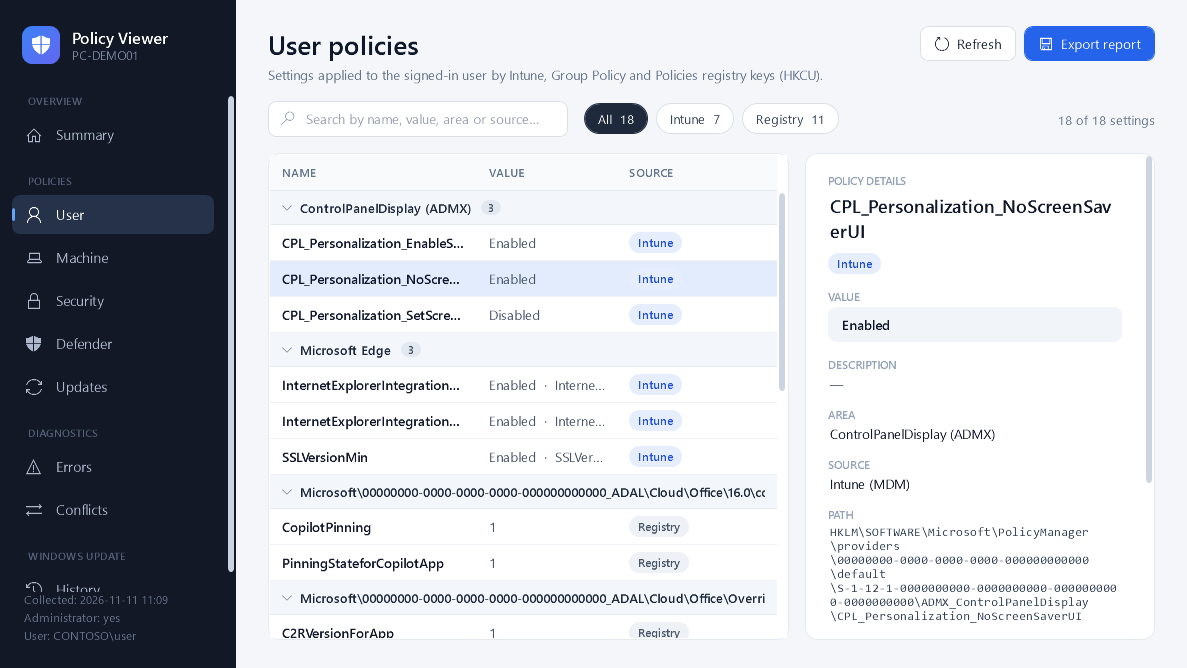 Policy Viewer
PC-DEMO01
OVERVIEW
Summary
POLICIES
User
Machine
Security
Defender
Updates
DIAGNOSTICS
Errors
Conflicts
WINDOWS UPDATE
History
Collected: 2026-11-11 11:09
Administrator: yes
User: CONTOSO\user
User policies
Settings applied to the signed-in user by Intune, Group Policy and Policies registry keys (HKCU).
Refresh
Export report
Search by name, value, area or source...
All 18
Intune 7
Registry 11
18 of 18 settings
NAME VALUE SOURCE
ControlPanelDisplay (ADMX) 3
CPL_Personalization_EnableS... Enabled Intune
CPL_Personalization_NoScre... Enabled Intune
CPL_Personalization_SetScre... Disabled Intune
Microsoft Edge 3
InternetExplorerIntegration... Enabled · Interne... Intune
InternetExplorerIntegration... Enabled · Interne... Intune
SSLVersionMin Enabled · SSLVer... Intune
Microsoft\00000000-0000-0000-0000-000000000000_ADAL\Cloud\Office\16.0\cc
CopilotPinning 1 Registry
PinningStateforCopilotApp 1 Registry
Microsoft\00000000-0000-0000-0000-000000000000_ADAL\Cloud\Office\Overri
C2RVersionForApp 1 Registry
POLICY DETAILS
CPL_Personalization_NoScreenSav
erUI
Intune
VALUE
Enabled
DESCRIPTION
—
AREA
ControlPanelDisplay (ADMX)
SOURCE
Intune (MDM)
PATH
HKLM\SOFTWARE\Microsoft\PolicyManager
\providers
\00000000-0000-0000-0000-000000000000
\default
\S-1-12-1-0000000000-0000000000-000000000
0-0000000000\ADMX_ControlPanelDisplay
\CPL_Personalization_NoScreenSaverUI